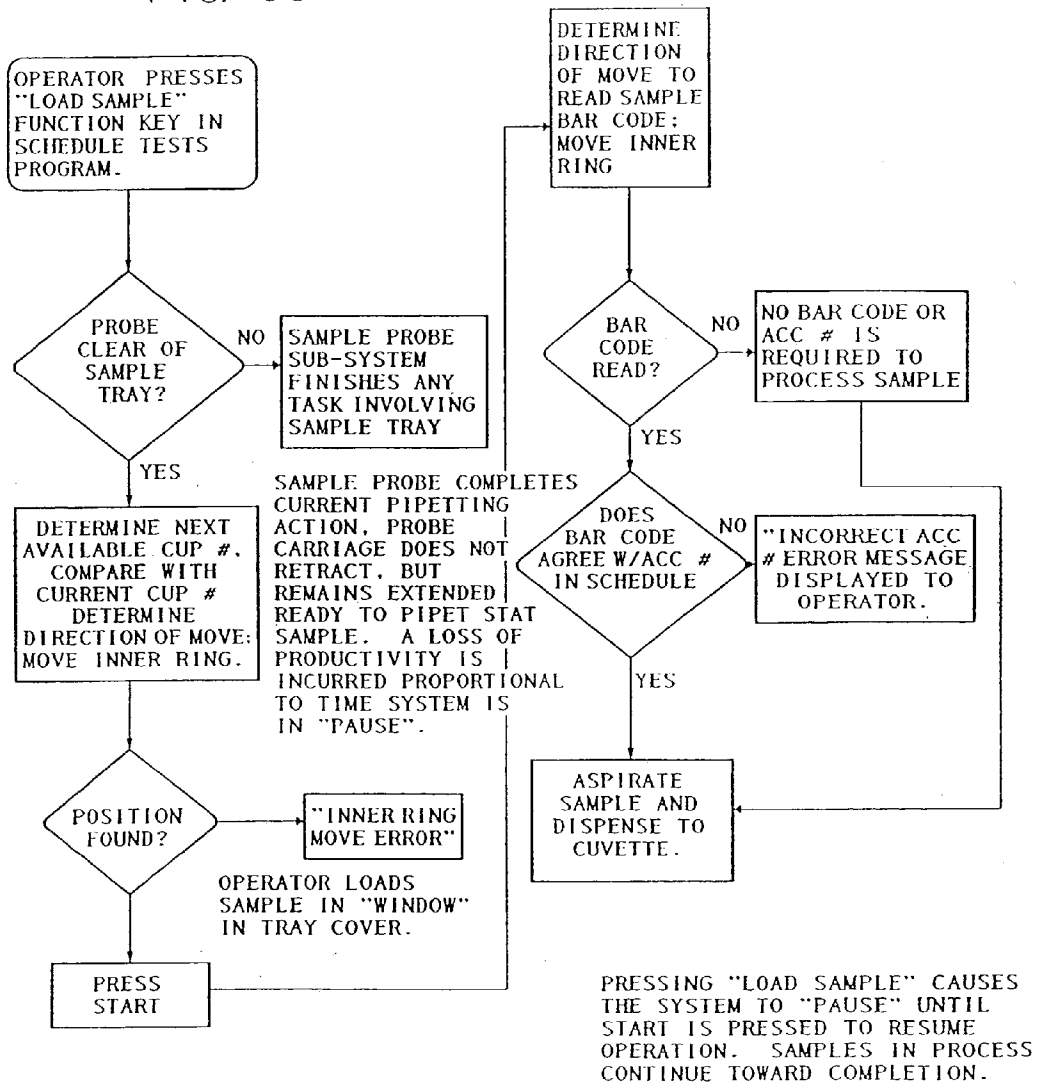 OPERATOR PRESSES
"LOAD SAMPLE"
FUNCTION KEY IN
SCHEDULE TESTS
PROGRAM.
PROBE
CLEAR OF
SAMPLE
TRAY?
NO
SAMPLE PROBE
SUB-SYSTEM
FINISHES ANY
TASK INVOLVING
SAMPLE TRAY
YES
DETERMINE NEXT
AVAILABLE CUP #.
COMPARE WITH
CURRENT CUP #
DETERMINE
DIRECTION OF MOVE:
MOVE INNER RING.
SAMPLE PROBE COMPLETES
CURRENT PIPETTING
ACTION, PROBE
CARRIAGE DOES NOT
RETRACT, BUT
REMAINS EXTENDED
READY TO PIPET STAT
SAMPLE. A LOSS OF
PRODUCTIVITY IS
INCURRED PROPORTIONAL
TO TIME SYSTEM IS
IN "PAUSE".
POSITION
FOUND?
"INNER RING
MOVE ERROR"
OPERATOR LOADS
SAMPLE IN "WINDOW"
IN TRAY COVER.
PRESS
START
DETERMINE
DIRECTION
OF MOVE TO
READ SAMPLE
BAR CODE;
MOVE INNER
RING
BAR
CODE
READ?
NO
NO BAR CODE OR
ACC # IS
REQUIRED TO
PROCESS SAMPLE
YES
DOES
BAR CODE
AGREE W/ACC #
IN SCHEDULE
NO
"INCORRECT ACC
# ERROR MESSAGE
DISPLAYED TO
OPERATOR.
YES
ASPIRATE
SAMPLE AND
DISPENSE TO
CUVETTE.
PRESSING "LOAD SAMPLE" CAUSES
THE SYSTEM TO "PAUSE" UNTIL
START IS PRESSED TO RESUME
OPERATION. SAMPLES IN PROCESS
CONTINUE TOWARD COMPLETION.